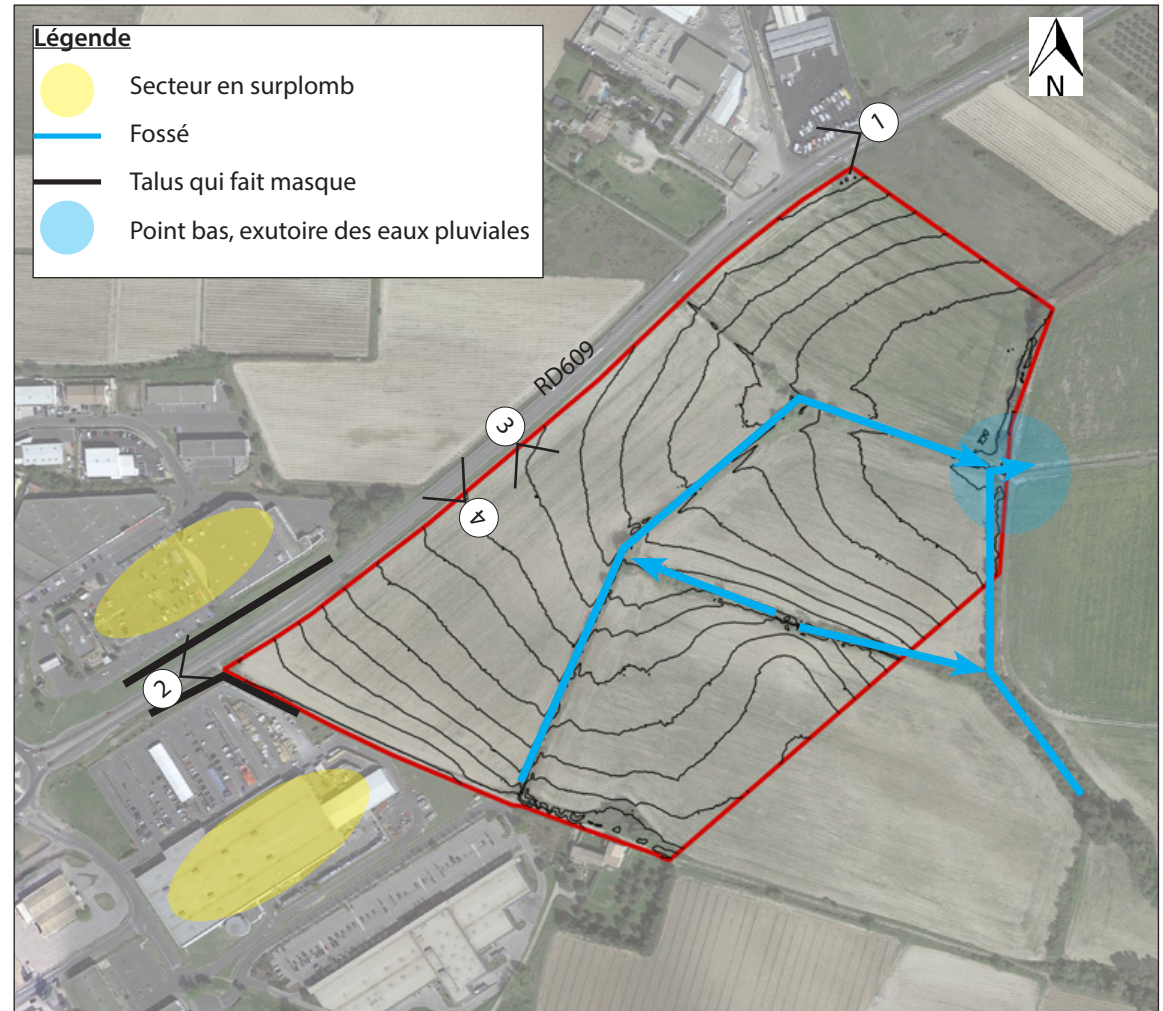 Légende
Secteur en surplomb
Fossé
Talus qui fait masque
Point bas, exutoire des eaux pluviales
N
1
RD609
3
4
2